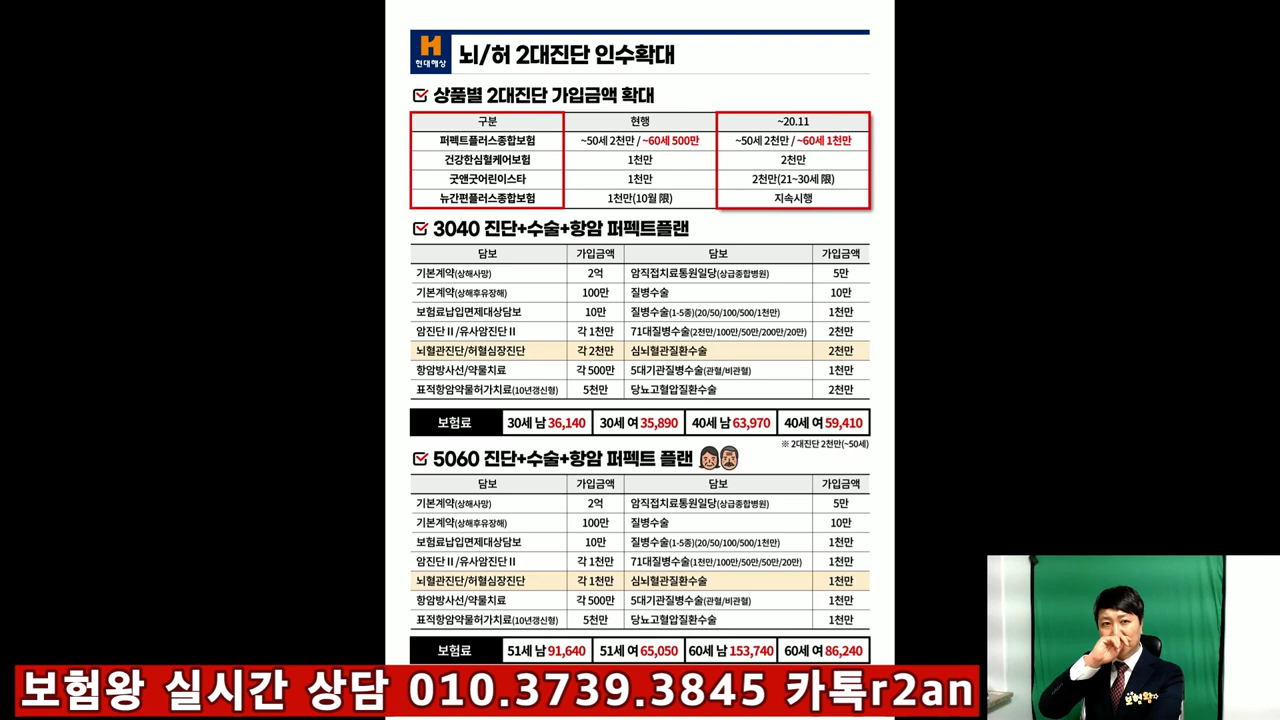 현대해상
뇌/허 2대진단 인수확대
상품별 2대진단 가입금액 확대
구분 현행 ~20.11
퍼펙트플러스종합보험 ~50세 2천만 / ~60세 500만 ~50세 2천만 / ~60세 1천만
건강한심혈케어보험 1천만 2천만
굿앤굿어린이스타 1천만 2천만(21~30세 限)
뉴간편플러스종합보험 1천만(10월 限) 지속시행
3040 진단+수술+항암 퍼펙트플랜
담보 가입금액 담보 가입금액
기본계약(상해사망) 2억 암직접치료통원일당(상급종합병원) 5만
기본계약(상해후유장해) 100만 질병수술 10만
보험료납입면제대상담보 10만 질병수술(1-5종)(20/50/100/500/1천만) 1천만
암진단Ⅱ/유사암진단Ⅱ 각 1천만 71대질병수술(2천만/100만/50만/200만/20만) 2천만
뇌혈관진단/허혈심장진단 각 2천만 심뇌혈관질환수술 2천만
항암방사선/약물치료 각 500만 5대기관질병수술(관혈/비관혈) 1천만
표적항암약물허가치료(10년갱신형) 5천만 당뇨고혈압질환수술 2천만
보험료 30세 남 36,140 30세 여 35,890 40세 남 63,970 40세 여 59,410
※ 2대진단 2천만(~50세)
5060 진단+수술+항암 퍼펙트 플랜
담보 가입금액 담보 가입금액
기본계약(상해사망) 2억 암직접치료통원일당(상급종합병원) 5만
기본계약(상해후유장해) 100만 질병수술 10만
보험료납입면제대상담보 10만 질병수술(1-5종)(20/50/100/500/1천만) 1천만
암진단Ⅱ/유사암진단Ⅱ 각 1천만 71대질병수술(1천만/100만/50만/50만/20만) 1천만
뇌혈관진단/허혈심장진단 각 1천만 심뇌혈관질환수술 1천만
항암방사선/약물치료 각 500만 5대기관질병수술(관혈/비관혈) 1천만
표적항암약물허가치료(10년갱신형) 5천만 당뇨고혈압질환수술 1천만
보험료 51세 남 91,640 51세 여 65,050 60세 남 153,740 60세 여 86,240
보험왕 실시간 상담 010.3739.3845 카톡r2an
보험왕